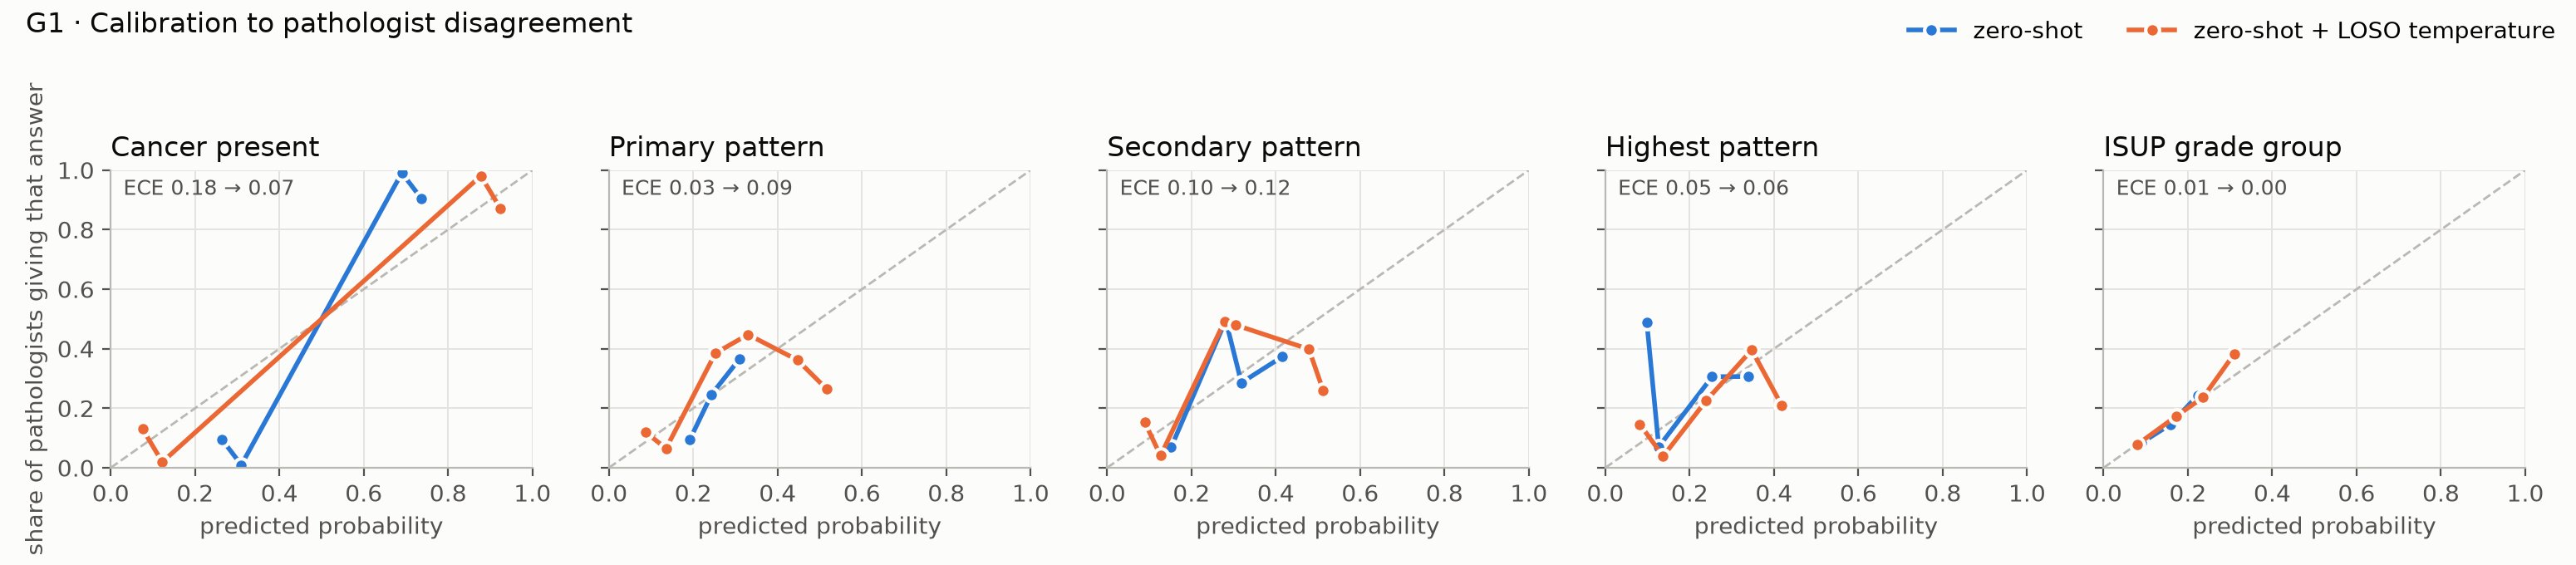 G1 · Calibration to pathologist disagreement
zero-shot
zero-shot + LOSO temperature
share of pathologists giving that answer
Cancer present
ECE 0.18 → 0.07
1.0
0.8
0.6
0.4
0.2
0.0
0.0 0.2 0.4 0.6 0.8 1.0
predicted probability
Primary pattern
ECE 0.03 → 0.09
0.0 0.2 0.4 0.6 0.8 1.0
predicted probability
Secondary pattern
ECE 0.10 → 0.12
0.0 0.2 0.4 0.6 0.8 1.0
predicted probability
Highest pattern
ECE 0.05 → 0.06
0.0 0.2 0.4 0.6 0.8 1.0
predicted probability
ISUP grade group
ECE 0.01 → 0.00
0.0 0.2 0.4 0.6 0.8 1.0
predicted probability